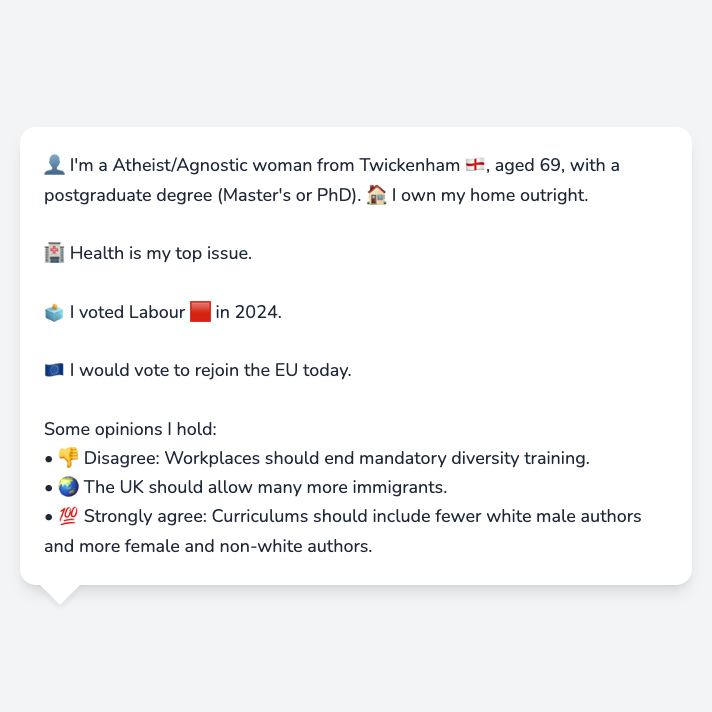 👤 I'm a Atheist/Agnostic woman from Twickenham 🏴󠁧󠁢󠁥󠁮󠁧󠁿, aged 69, with a
postgraduate degree (Master's or PhD). 🏠 I own my home outright.
🏥 Health is my top issue.
🗳️ I voted Labour 🟥 in 2024.
🇪🇺 I would vote to rejoin the EU today.
Some opinions I hold:
• 👎 Disagree: Workplaces should end mandatory diversity training.
• 🌏 The UK should allow many more immigrants.
• 💯 Strongly agree: Curriculums should include fewer white male authors
and more female and non-white authors.